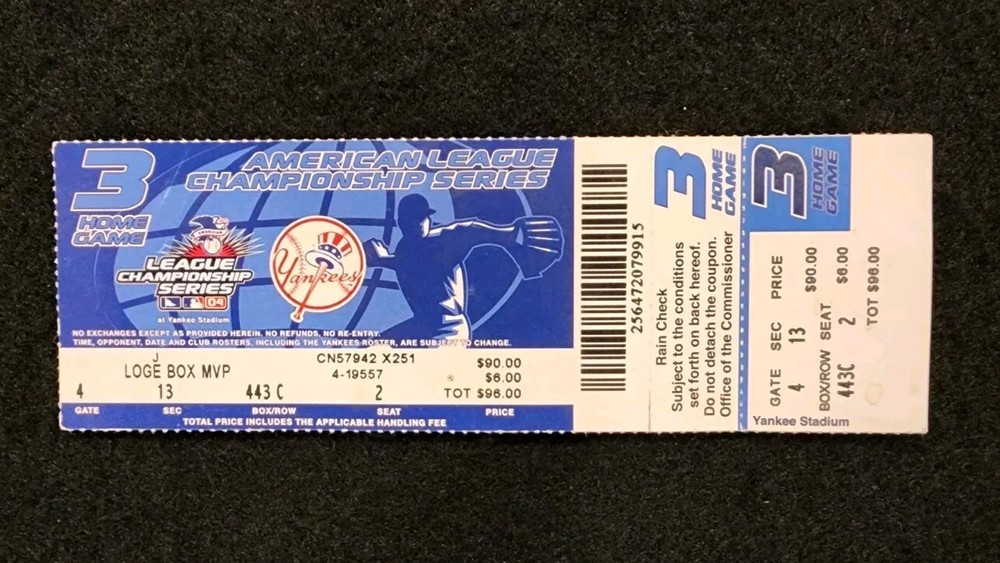 3
HOME
GAME
AMERICAN LEAGUE
CHAMPIONSHIP SERIES
LEAGUE
CHAMPIONSHIP
SERIES
04
at Yankee Stadium
Yankees
NO EXCHANGES EXCEPT AS PROVIDED HEREIN. NO REFUNDS, NO RE-ENTRY.
TIME, OPPONENT, DATE AND CLUB ROSTERS, INCLUDING THE YANKEES ROSTER, ARE SUBJECT TO CHANGE.
J
LOGE BOX MVP
CN57942 X251
4-19557
$90.00
$6.00
TOT $96.00
4 13 443 C 2
GATE SEC BOX/ROW SEAT PRICE
TOTAL PRICE INCLUDES THE APPLICABLE HANDLING FEE
256472079915
3
HOME
GAME
Rain Check
Subject to the conditions
set forth on back hereof.
Do not detach the coupon.
Office of the Commissioner
3
HOME
GAME
GATE SEC PRICE
4 13 $90.00
BOX/ROW SEAT $6.00
443C 2
TOT $96.00
Yankee Stadium